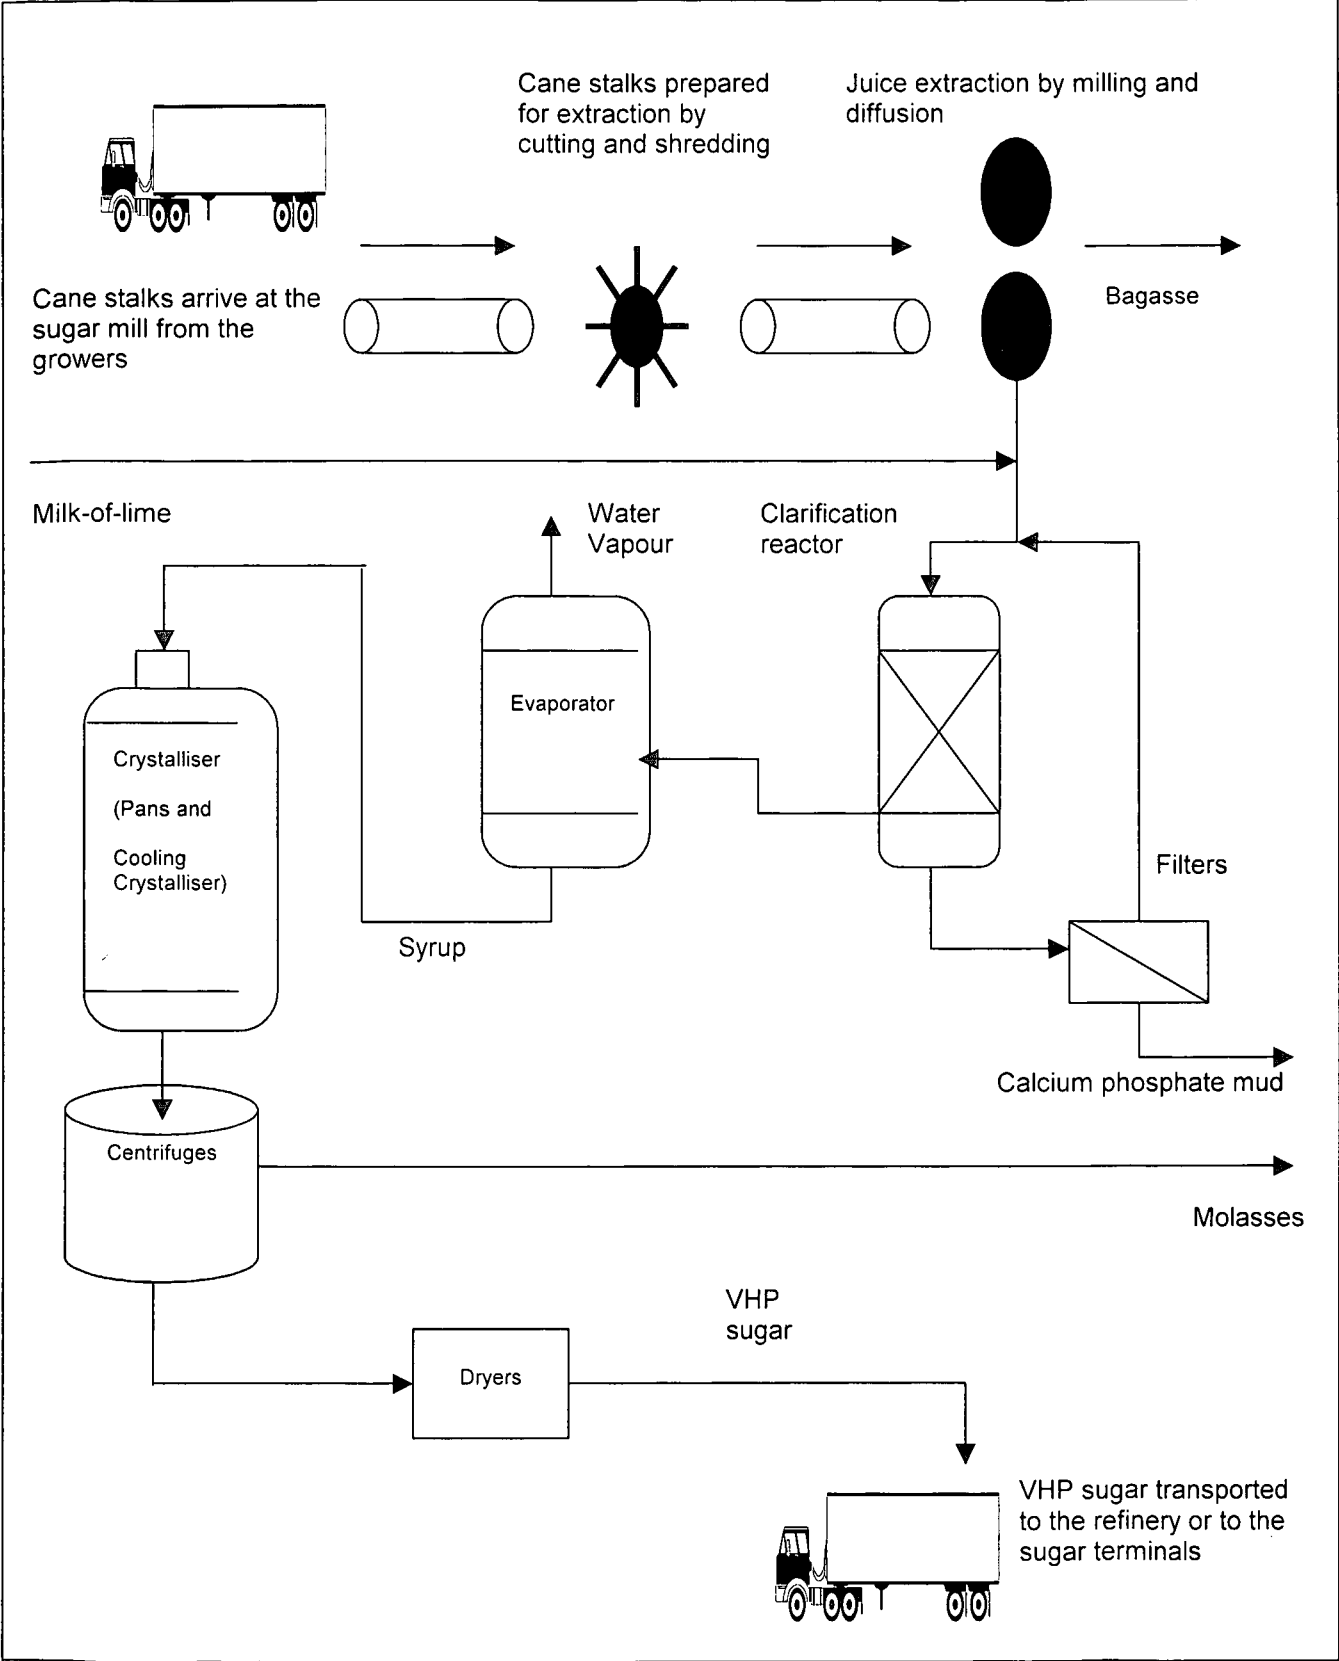 Cane stalks prepared
for extraction by
cutting and shredding
Juice extraction by milling and
diffusion
Cane stalks arrive at the
sugar mill from the
growers
Bagasse
Milk-of-lime
Water
Vapour
Clarification
reactor
Evaporator
Crystalliser
(Pans and
Cooling
Crystalliser)
Filters
Syrup
Calcium phosphate mud
Centrifuges
Molasses
VHP
sugar
Dryers
VHP sugar transported
to the refinery or to the
sugar terminals